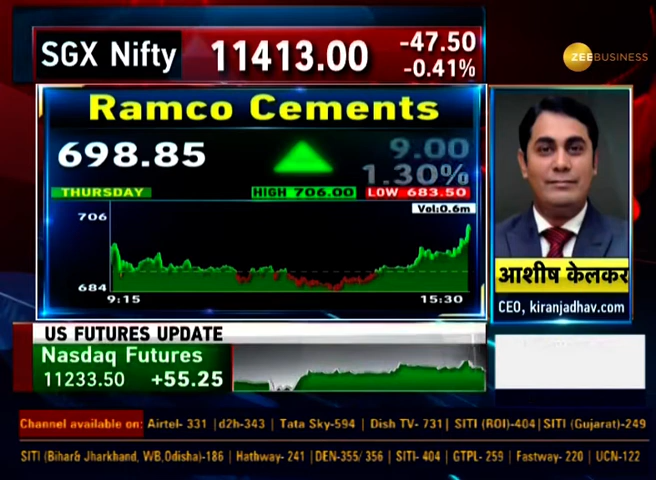 SGX Nifty 11413.00 -47.50
-0.41%
ZEE BUSINESS
Ramco Cements
698.85 9.00
1.30%
THURSDAY HIGH 706.00 LOW 683.50
Vol:0.6m
706
684
9:15 15:30
आशीष केलकर
CEO, kiranjadhav.com
US FUTURES UPDATE
Nasdaq Futures
11233.50 +55.25
Channel available on: Airtel- 331 |d2h-343 | Tata Sky-594 | Dish TV- 731| SITI (ROI)-404| SITI (Gujarat)-249
SITI (Bihar& Jharkhand, WB,Odisha)-186 | Hathway- 241 |DEN-355/ 356 | SITI- 404 | GTPL- 259 | Fastway- 220 | UCN-122